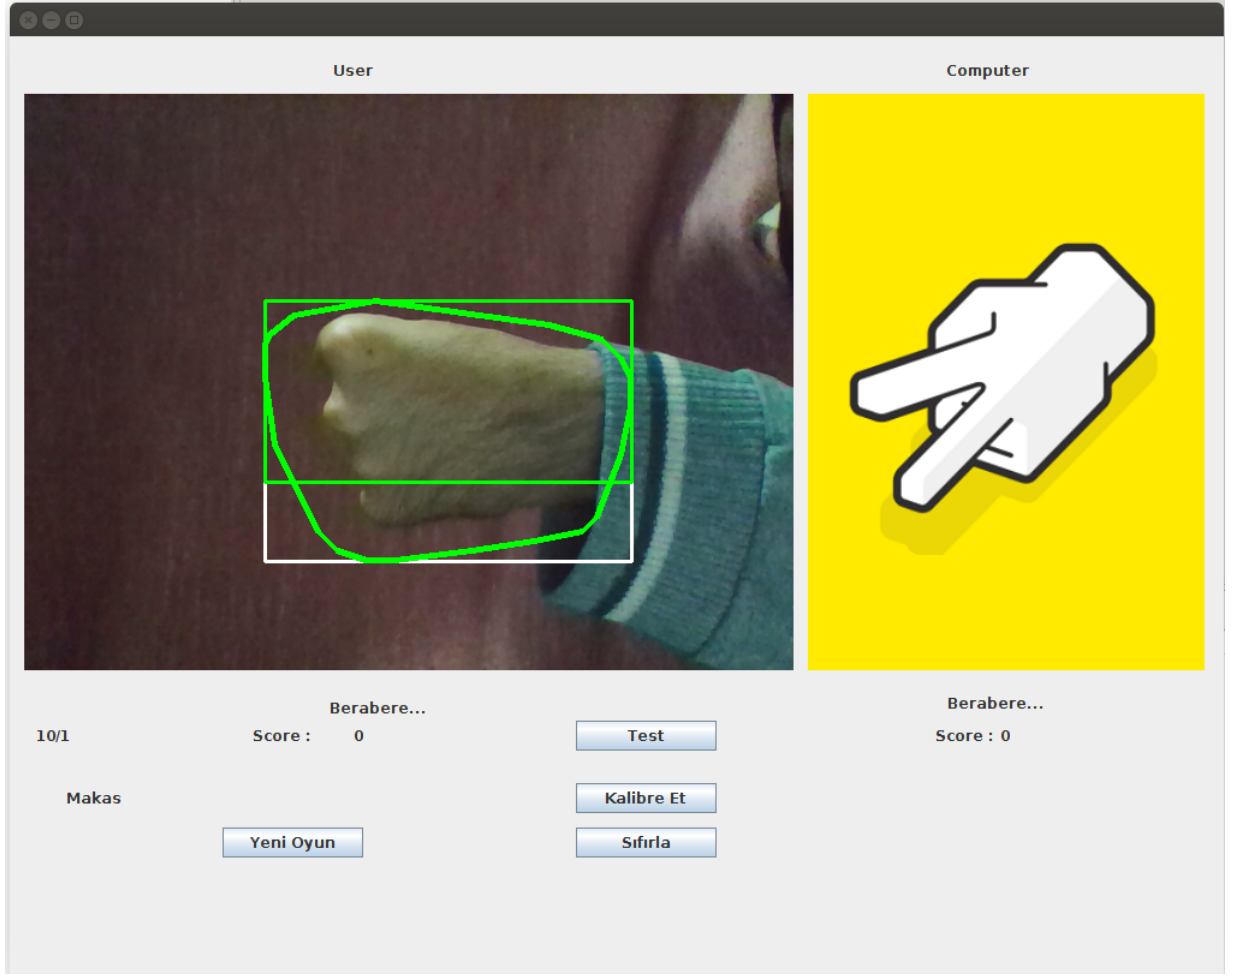 User
Computer
Berabere...
Berabere...
10/1
Score :
0
Test
Score : 0
Makas
Kalibre Et
Yeni Oyun
Sıfırla